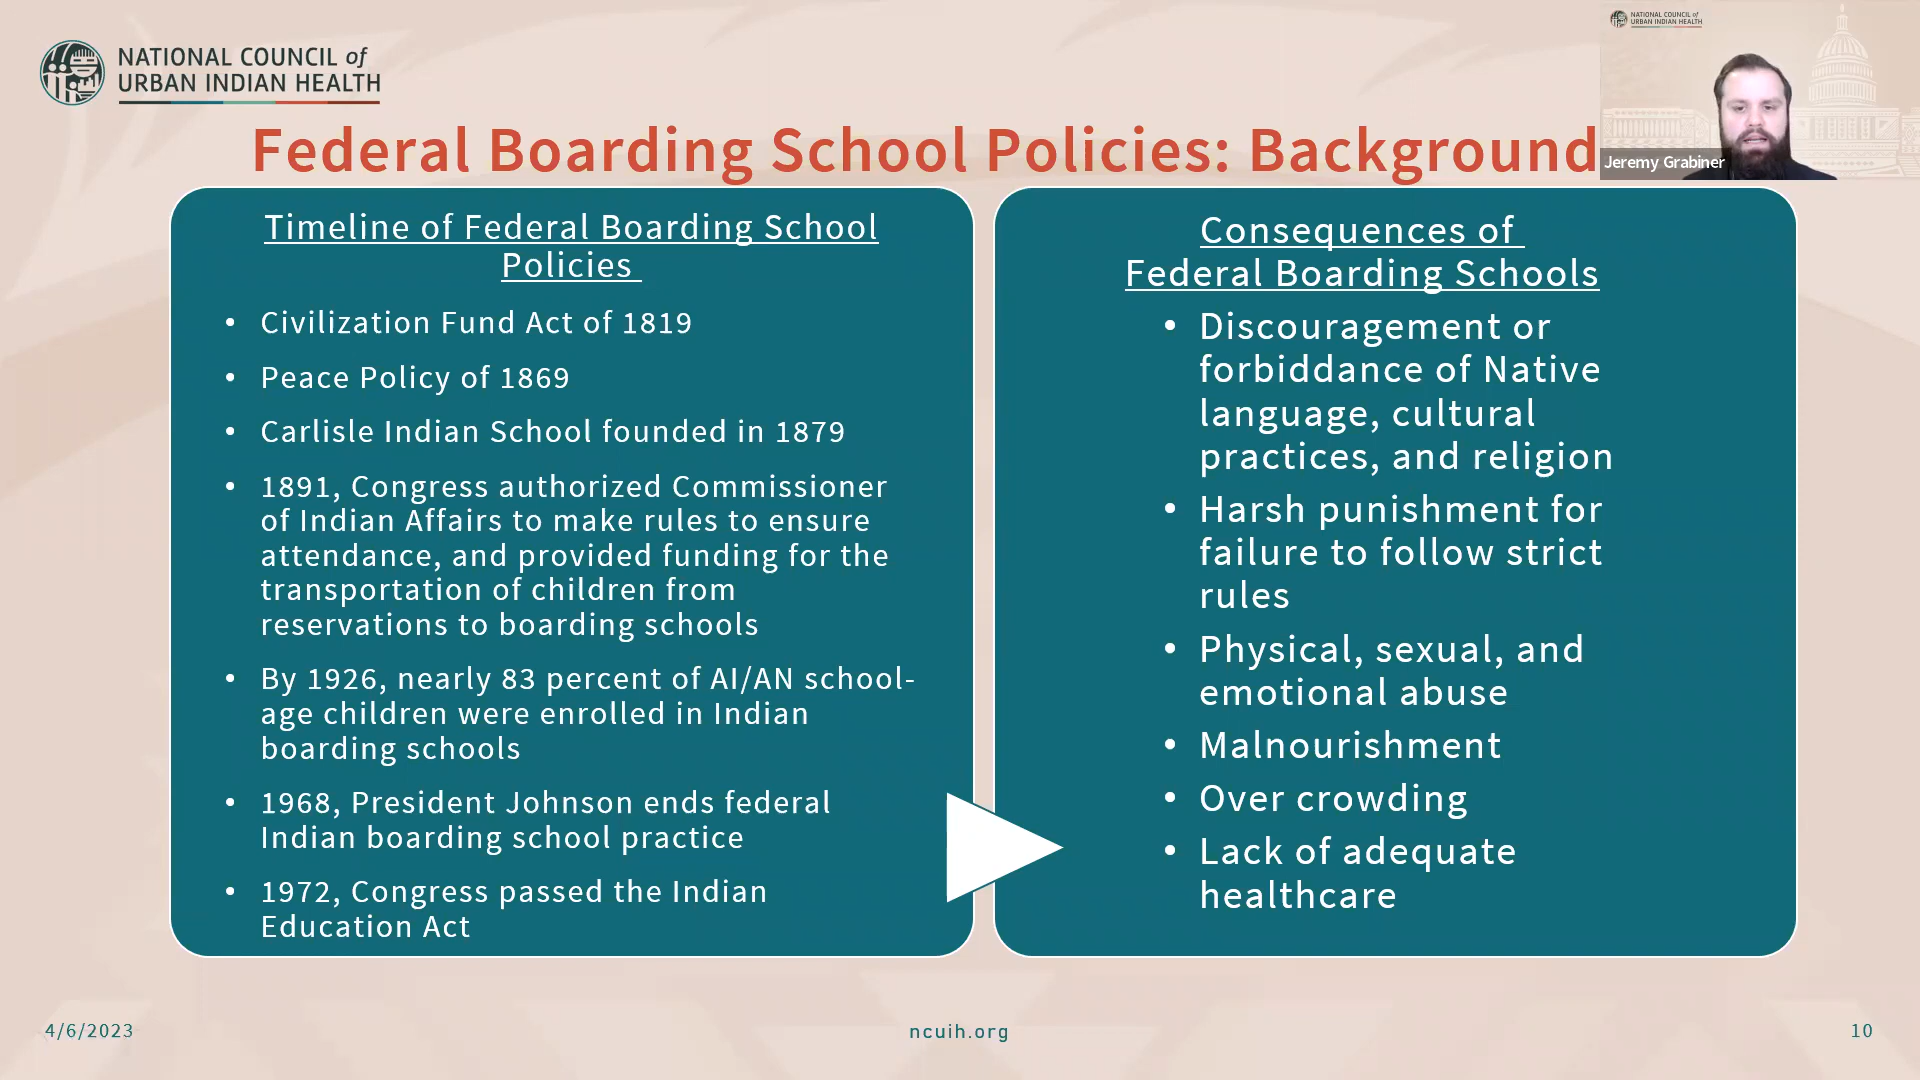 NATIONAL COUNCIL of
URBAN INDIAN HEALTH
NATIONAL COUNCIL of
URBAN INDIAN HEALTH
Jeremy Grabiner
Federal Boarding School Policies: Background
Timeline of Federal Boarding School
Policies
• Civilization Fund Act of 1819
• Peace Policy of 1869
• Carlisle Indian School founded in 1879
• 1891, Congress authorized Commissioner
of Indian Affairs to make rules to ensure
attendance, and provided funding for the
transportation of children from
reservations to boarding schools
• By 1926, nearly 83 percent of AI/AN school-
age children were enrolled in Indian
boarding schools
• 1968, President Johnson ends federal
Indian boarding school practice
• 1972, Congress passed the Indian
Education Act
Consequences of
Federal Boarding Schools
• Discouragement or
forbiddance of Native
language, cultural
practices, and religion
• Harsh punishment for
failure to follow strict
rules
• Physical, sexual, and
emotional abuse
• Malnourishment
• Over crowding
• Lack of adequate
healthcare
4/6/2023
ncuih.org
10